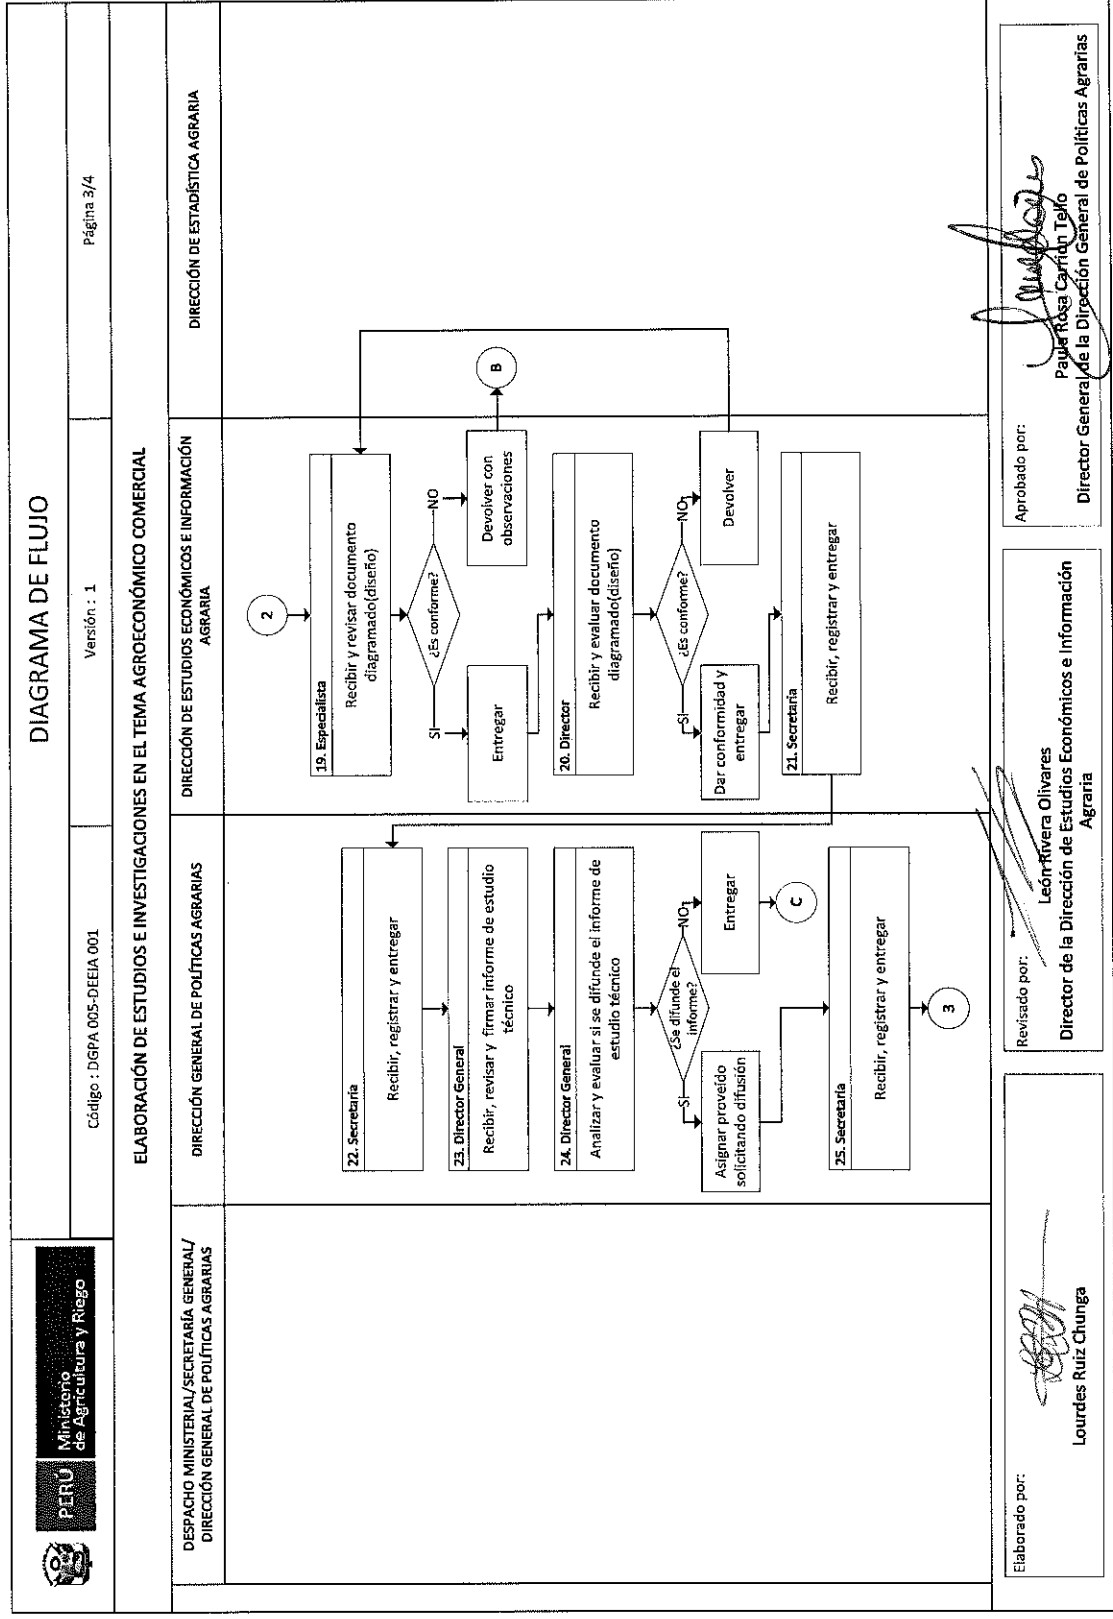 PERÚ
Ministerio
de Agricultura y Riego
DIAGRAMA DE FLUJO
Código : DGPA 005-DEEIA 001
Versión : 1
Página 3/4
ELABORACIÓN DE ESTUDIOS E INVESTIGACIONES EN EL TEMA AGROECONÓMICO COMERCIAL
DESPACHO MINISTERIAL/SECRETARÍA GENERAL/
DIRECCIÓN GENERAL DE POLÍTICAS AGRARIAS
DIRECCIÓN GENERAL DE POLÍTICAS AGRARIAS
DIRECCIÓN DE ESTUDIOS ECONÓMICOS E INFORMACIÓN
AGRARIA
DIRECCIÓN DE ESTADÍSTICA AGRARIA
2
19. Especialista
Recibir y revisar documento
diagramado(diseño)
¿Es conforme?
SI
NO
Entregar
Devolver con
observaciones
B
20. Director
Recibir y evaluar documento
diagramado(diseño)
¿Es conforme?
SI
NO
Dar conformidad y
entregar
Devolver
21. Secretaria
Recibir, registrar y entregar
22. Secretaria
Recibir, registrar y entregar
23. Director General
Recibir, revisar y firmar informe de estudio
técnico
24. Director General
Analizar y evaluar si se difunde el informe de
estudio técnico
¿Se difunde el
informe?
SI
NO
Asignar proveído
solicitando difusión
Entregar
C
25. Secretaria
Recibir, registrar y entregar
3
Elaborado por:
Lourdes Ruiz Chunga
Revisado por:
León Rivera Olivares
Director de la Dirección de Estudios Económicos e Información
Agraria
Aprobado por:
Paula Rosa Carrión Tello
Director General de la Dirección General de Políticas Agrarias